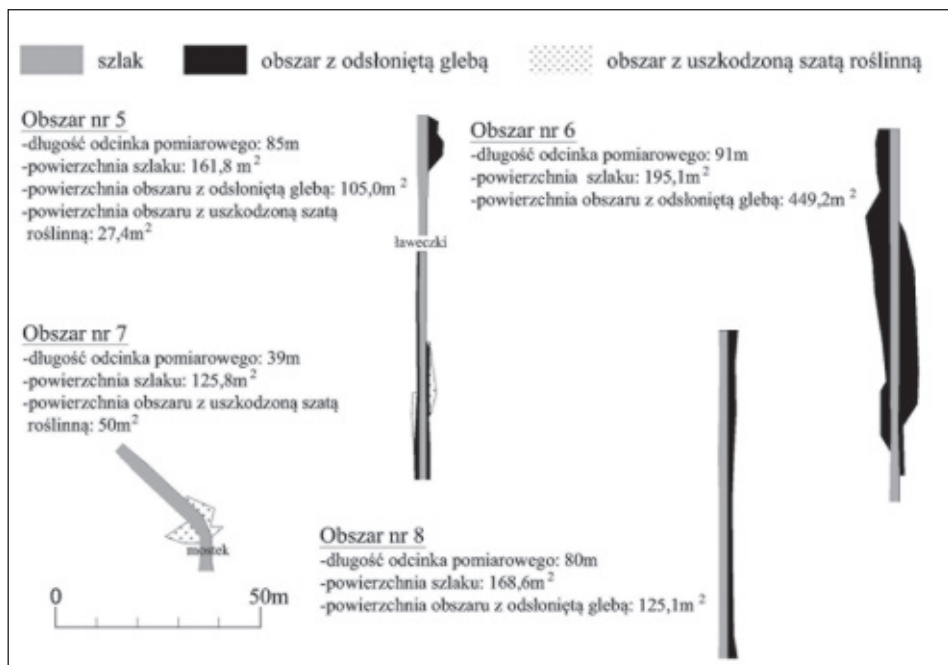 szlak
obszar z odsłoniętą glebą
obszar z uszkodzoną szatą roślinną
Obszar nr 5
-długość odcinka pomiarowego: 85m
-powierzchnia szlaku: 161,8 m²
-powierzchnia obszaru z odsłoniętą glebą: 105,0m²
-powierzchnia obszaru z uszkodzoną szatą
roślinną: 27,4m²
ławeczki
Obszar nr 6
-długość odcinka pomiarowego: 91m
-powierzchnia szlaku: 195,1m²
-powierzchnia obszaru z odsłoniętą glebą: 449,2m²
Obszar nr 7
-długość odcinka pomiarowego: 39m
-powierzchnia szlaku: 125,8m²
-powierzchnia obszaru z uszkodzoną szatą
roślinną: 50m²
mostek
0 50m
Obszar nr 8
-długość odcinka pomiarowego: 80m
-powierzchnia szlaku: 168,6m²
-powierzchnia obszaru z odsłoniętą glebą: 125,1m²